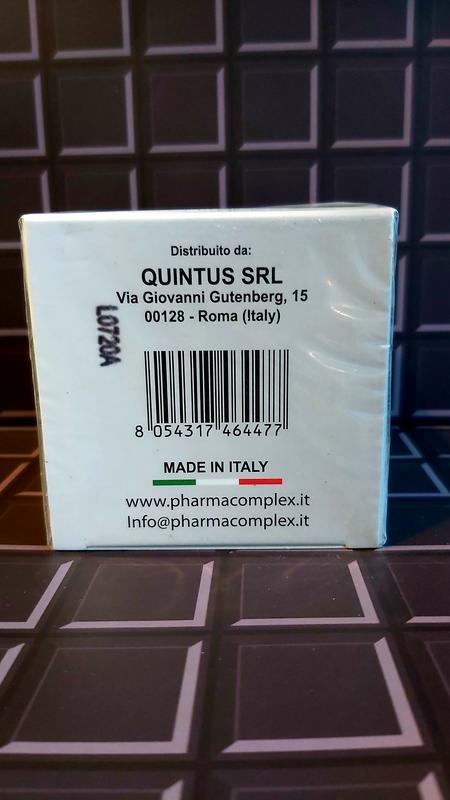 Distribuito da:
QUINTUS SRL
Via Giovanni Gutenberg, 15
00128 - Roma (Italy)
L0720A
8 054317 464477
MADE IN ITALY
www.pharmacomplex.it
Info@pharmacomplex.it